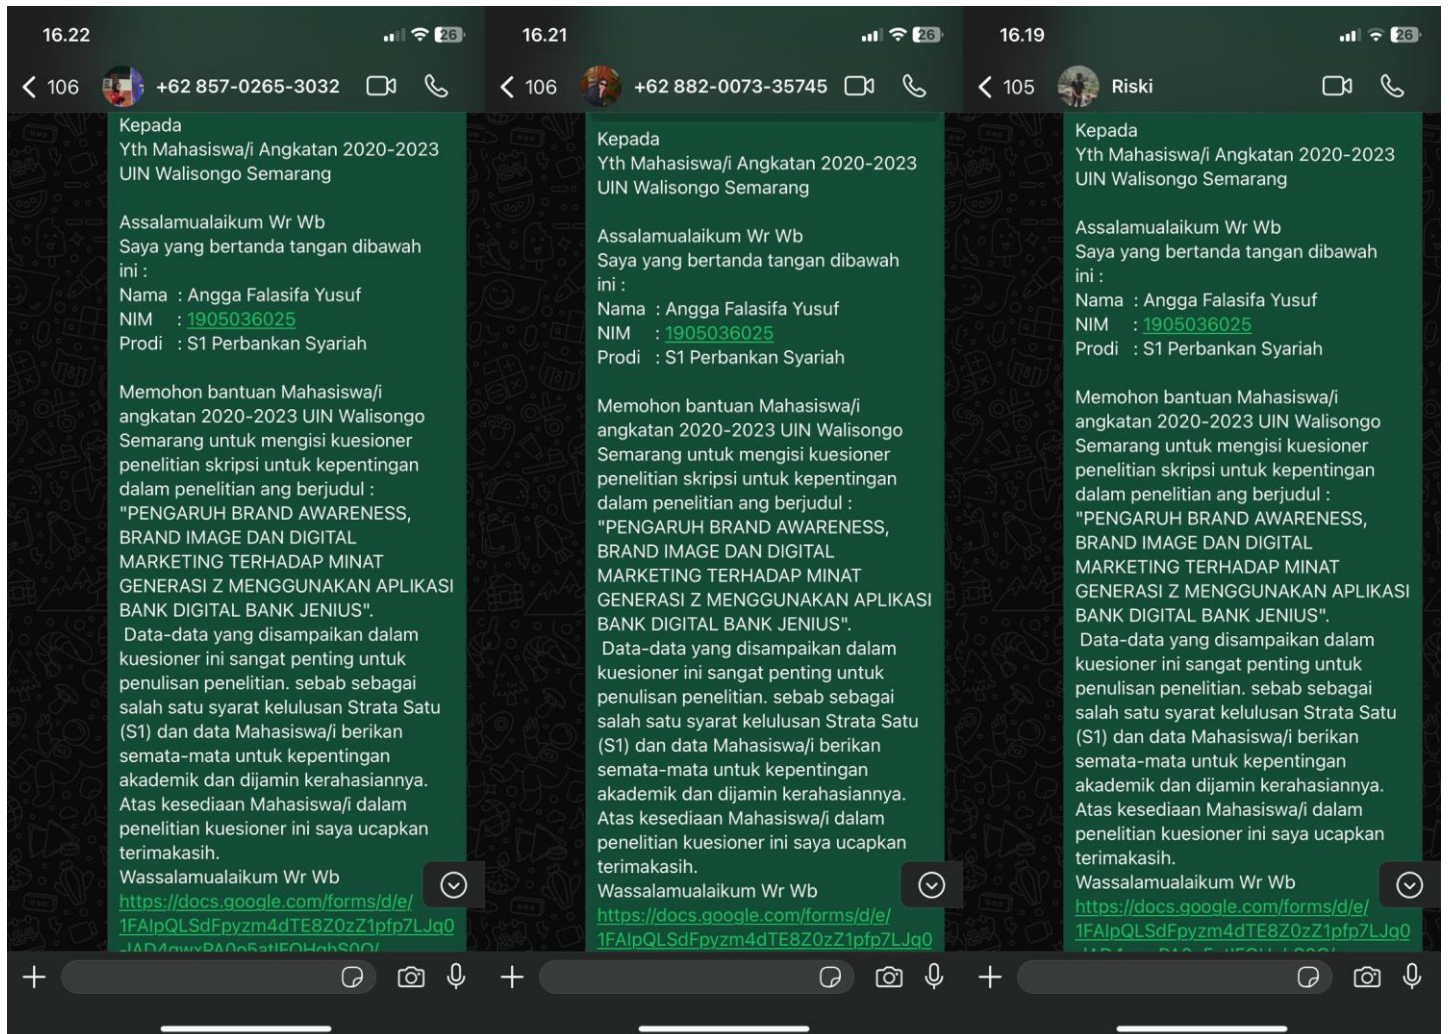 16.22
26
106
+62 857-0265-3032
Kepada
Yth Mahasiswa/i Angkatan 2020-2023
UIN Walisongo Semarang
Assalamualaikum Wr Wb
Saya yang bertanda tangan dibawah
ini :
Nama : Angga Falasifa Yusuf
NIM : 1905036025
Prodi : S1 Perbankan Syariah
Memohon bantuan Mahasiswa/i
angkatan 2020-2023 UIN Walisongo
Semarang untuk mengisi kuesioner
penelitian skripsi untuk kepentingan
dalam penelitian ang berjudul :
"PENGARUH BRAND AWARENESS,
BRAND IMAGE DAN DIGITAL
MARKETING TERHADAP MINAT
GENERASI Z MENGGUNAKAN APLIKASI
BANK DIGITAL BANK JENIUS".
Data-data yang disampaikan dalam
kuesioner ini sangat penting untuk
penulisan penelitian. sebab sebagai
salah satu syarat kelulusan Strata Satu
(S1) dan data Mahasiswa/i berikan
semata-mata untuk kepentingan
akademik dan dijamin kerahasiannya.
Atas kesediaan Mahasiswa/i dalam
penelitian kuesioner ini saya ucapkan
terimakasih.
Wassalamualaikum Wr Wb
https://docs.google.com/forms/d/e/
1FAIpQLSdFpyzm4dTE8Z0zZ1pfp7LJq0
16.21
26
106
+62 882-0073-35745
Kepada
Yth Mahasiswa/i Angkatan 2020-2023
UIN Walisongo Semarang
Assalamualaikum Wr Wb
Saya yang bertanda tangan dibawah
ini :
Nama : Angga Falasifa Yusuf
NIM : 1905036025
Prodi : S1 Perbankan Syariah
Memohon bantuan Mahasiswa/i
angkatan 2020-2023 UIN Walisongo
Semarang untuk mengisi kuesioner
penelitian skripsi untuk kepentingan
dalam penelitian ang berjudul :
"PENGARUH BRAND AWARENESS,
BRAND IMAGE DAN DIGITAL
MARKETING TERHADAP MINAT
GENERASI Z MENGGUNAKAN APLIKASI
BANK DIGITAL BANK JENIUS".
Data-data yang disampaikan dalam
kuesioner ini sangat penting untuk
penulisan penelitian. sebab sebagai
salah satu syarat kelulusan Strata Satu
(S1) dan data Mahasiswa/i berikan
semata-mata untuk kepentingan
akademik dan dijamin kerahasiannya.
Atas kesediaan Mahasiswa/i dalam
penelitian kuesioner ini saya ucapkan
terimakasih.
Wassalamualaikum Wr Wb
https://docs.google.com/forms/d/e/
1FAIpQLSdFpyzm4dTE8Z0zZ1pfp7LJq0
16.19
26
105
Riski
Kepada
Yth Mahasiswa/i Angkatan 2020-2023
UIN Walisongo Semarang
Assalamualaikum Wr Wb
Saya yang bertanda tangan dibawah
ini :
Nama : Angga Falasifa Yusuf
NIM : 1905036025
Prodi : S1 Perbankan Syariah
Memohon bantuan Mahasiswa/i
angkatan 2020-2023 UIN Walisongo
Semarang untuk mengisi kuesioner
penelitian skripsi untuk kepentingan
dalam penelitian ang berjudul :
"PENGARUH BRAND AWARENESS,
BRAND IMAGE DAN DIGITAL
MARKETING TERHADAP MINAT
GENERASI Z MENGGUNAKAN APLIKASI
BANK DIGITAL BANK JENIUS".
Data-data yang disampaikan dalam
kuesioner ini sangat penting untuk
penulisan penelitian. sebab sebagai
salah satu syarat kelulusan Strata Satu
(S1) dan data Mahasiswa/i berikan
semata-mata untuk kepentingan
akademik dan dijamin kerahasiannya.
Atas kesediaan Mahasiswa/i dalam
penelitian kuesioner ini saya ucapkan
terimakasih.
Wassalamualaikum Wr Wb
https://docs.google.com/forms/d/e/
1FAIpQLSdFpyzm4dTE8Z0zZ1pfp7LJq0